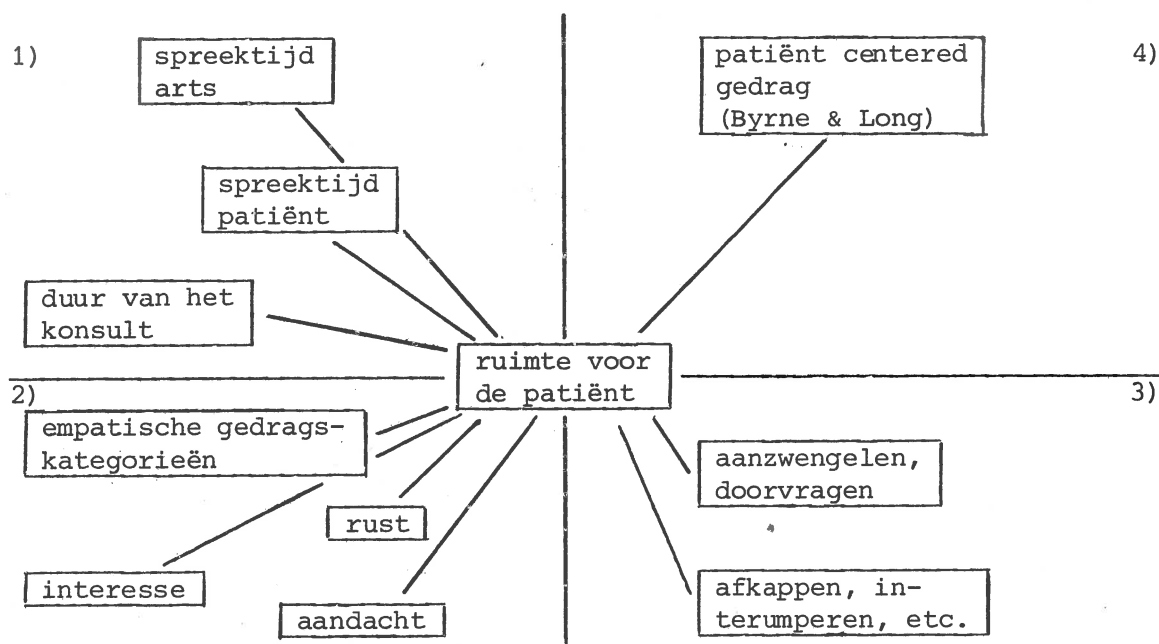 1)
spreektijd
arts
spreektijd
patiënt
duur van het
konsult
4)
patiënt centered
gedrag
(Byrne & Long)
ruimte voor
de patiënt
2)
empatische gedrags-
kategorieën
rust
interesse
aandacht
3)
aanzwengelen,
doorvragen
afkappen, in-
terumperen, etc.